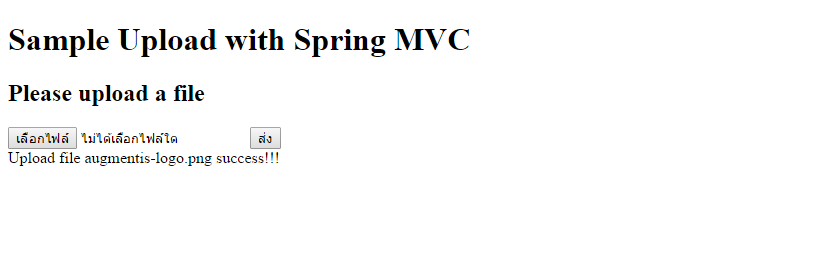 Sample Upload with Spring MVC
Please upload a file
เลือกไฟล์ ไม่ได้เลือกไฟล์ใด ส่ง
Upload file augmentis-logo.png success!!!